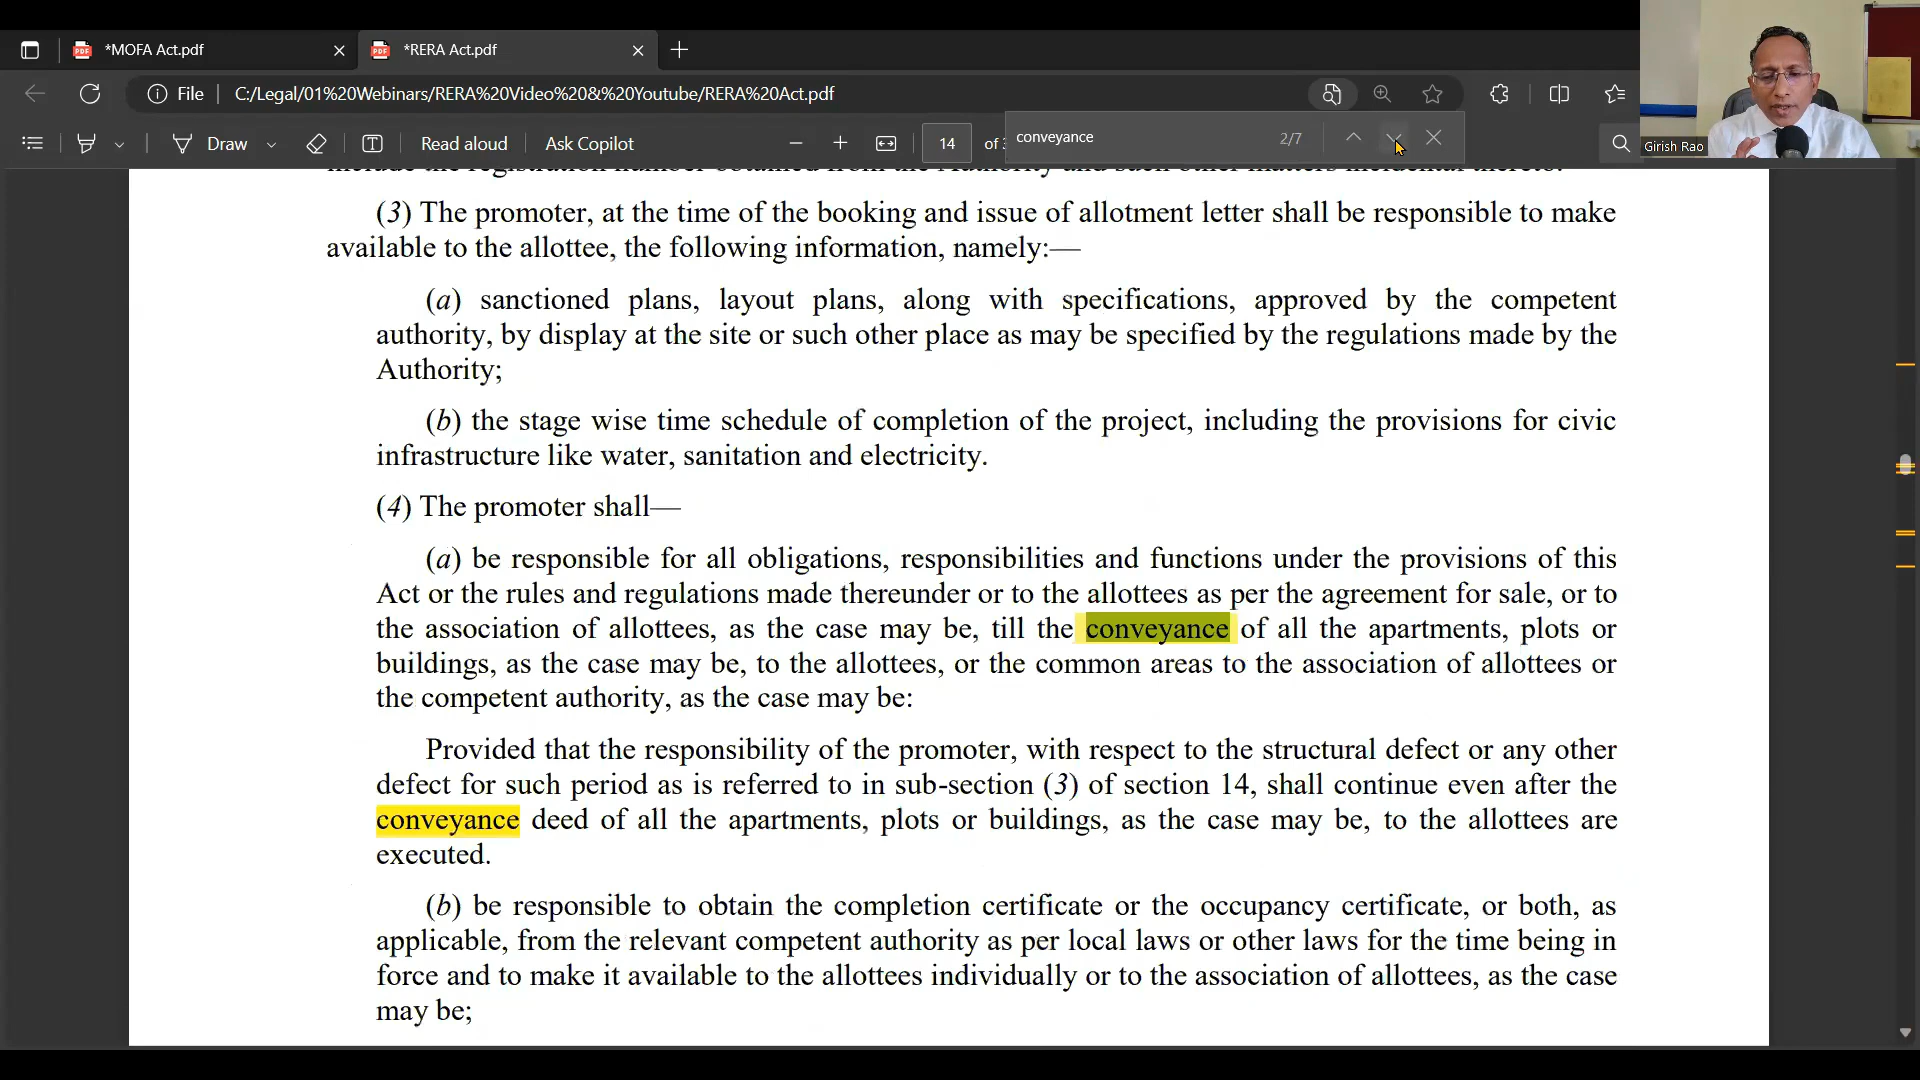 *MOFA Act.pdf
*RERA Act.pdf
File
C:/Legal/01%20Webinars/RERA%20Video%20&%20Youtube/RERA%20Act.pdf
Draw
Read aloud
Ask Copilot
14
of
conveyance
2/7
Girish Rao
include the registration number obtained from the Authority and such other matters incidental thereto.
(3) The promoter, at the time of the booking and issue of allotment letter shall be responsible to make
available to the allottee, the following information, namely:—
(a) sanctioned plans, layout plans, along with specifications, approved by the competent
authority, by display at the site or such other place as may be specified by the regulations made by the
Authority;
(b) the stage wise time schedule of completion of the project, including the provisions for civic
infrastructure like water, sanitation and electricity.
(4) The promoter shall—
(a) be responsible for all obligations, responsibilities and functions under the provisions of this
Act or the rules and regulations made thereunder or to the allottees as per the agreement for sale, or to
the association of allottees, as the case may be, till the conveyance of all the apartments, plots or
buildings, as the case may be, to the allottees, or the common areas to the association of allottees or
the competent authority, as the case may be:
Provided that the responsibility of the promoter, with respect to the structural defect or any other
defect for such period as is referred to in sub-section (3) of section 14, shall continue even after the
conveyance deed of all the apartments, plots or buildings, as the case may be, to the allottees are
executed.
(b) be responsible to obtain the completion certificate or the occupancy certificate, or both, as
applicable, from the relevant competent authority as per local laws or other laws for the time being in
force and to make it available to the allottees individually or to the association of allottees, as the case
may be;